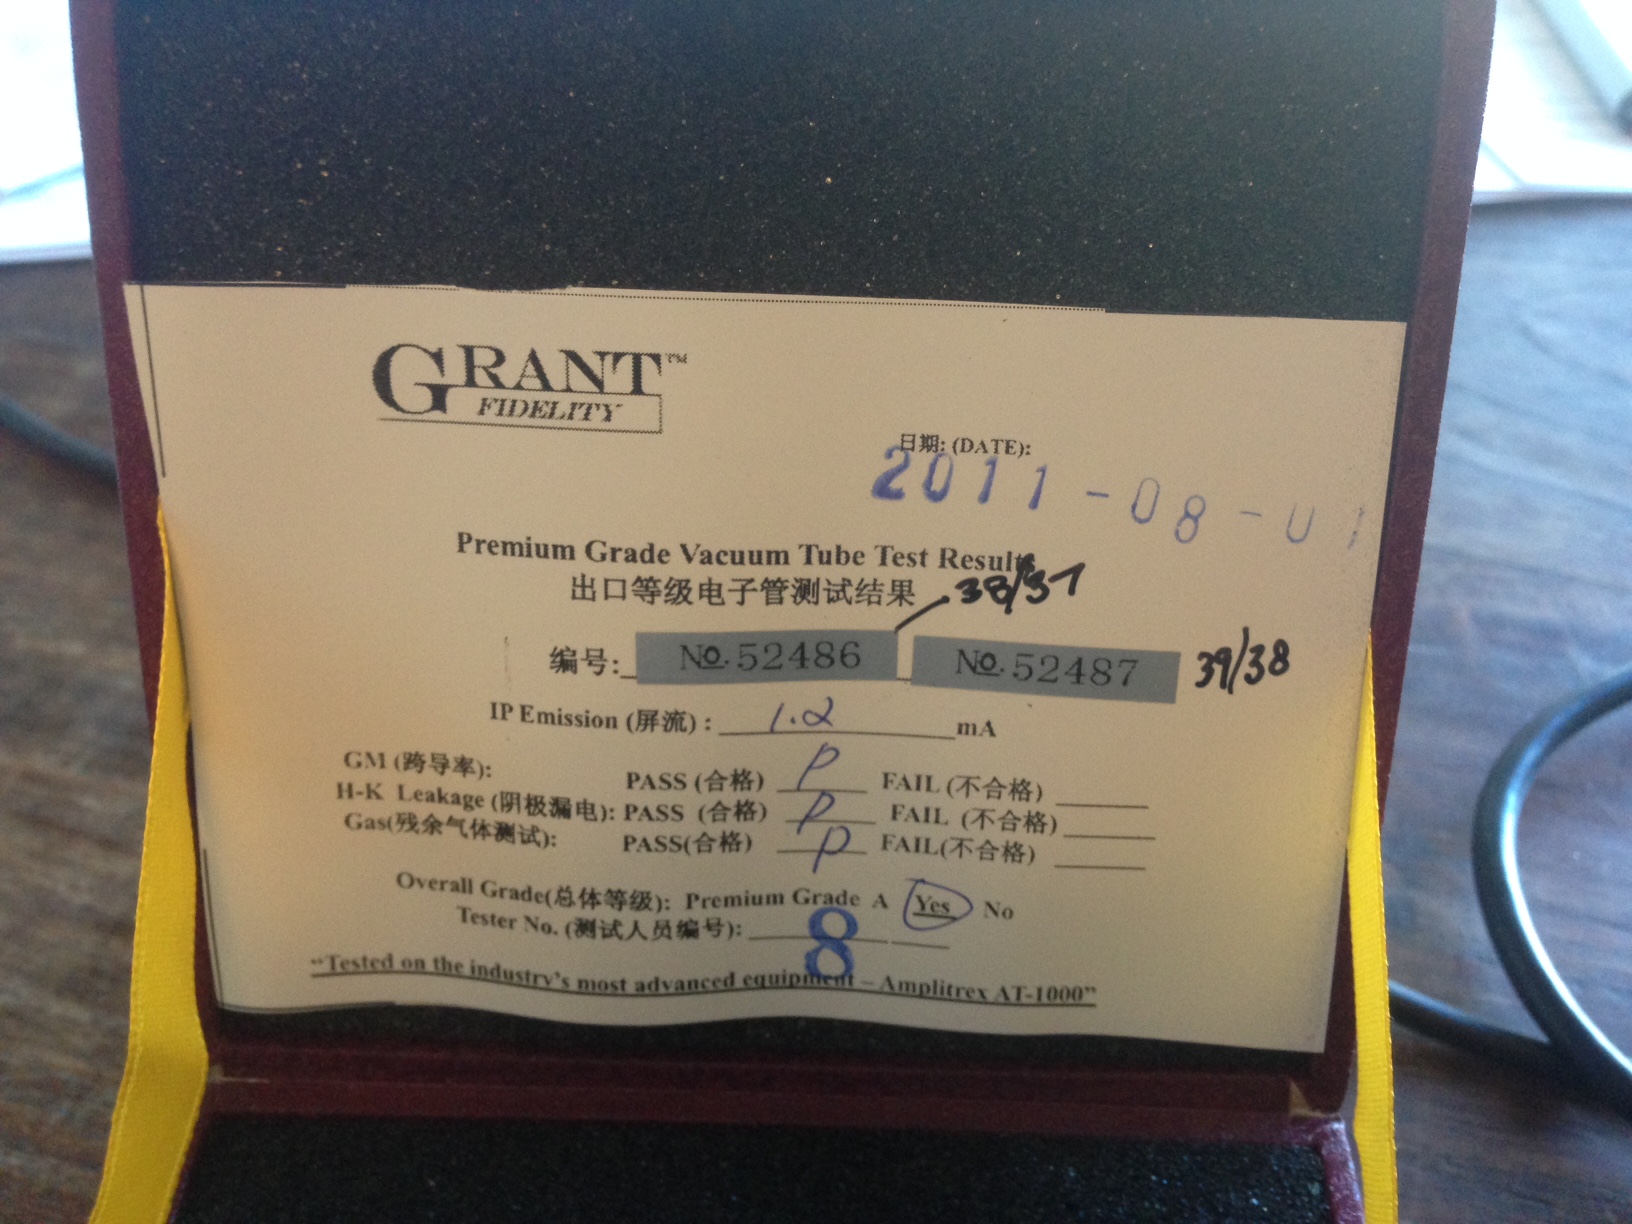 GRANT™
FIDELITY
日期: (DATE):
2011-08-01
Premium Grade Vacuum Tube Test Results
出口等级电子管测试结果 38/37
编号: No. 52486 No. 52487 39/38
IP Emission (屏流) : 1.2 mA
GM (跨导率): PASS (合格) P FAIL (不合格)
H-K Leakage (阴极漏电): PASS (合格) P FAIL (不合格)
Gas(残余气体测试): PASS(合格) P FAIL(不合格)
Overall Grade(总体等级): Premium Grade A Yes No
Tester No. (测试人员编号): 8
"Tested on the industry's most advanced equipment – Amplitrex AT-1000"